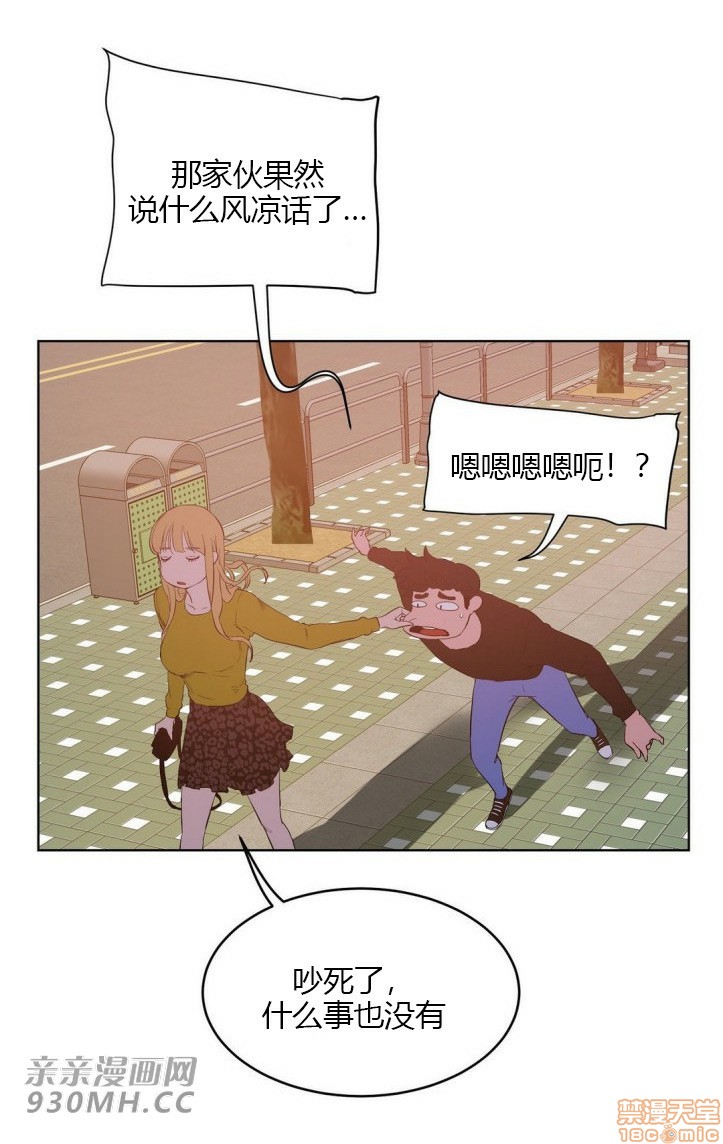 那家伙果然
说什么风凉话了…
嗯嗯嗯嗯呃！？
吵死了，
什么事也没有
亲亲漫画网
930MH.CC
禁漫天堂
18comic